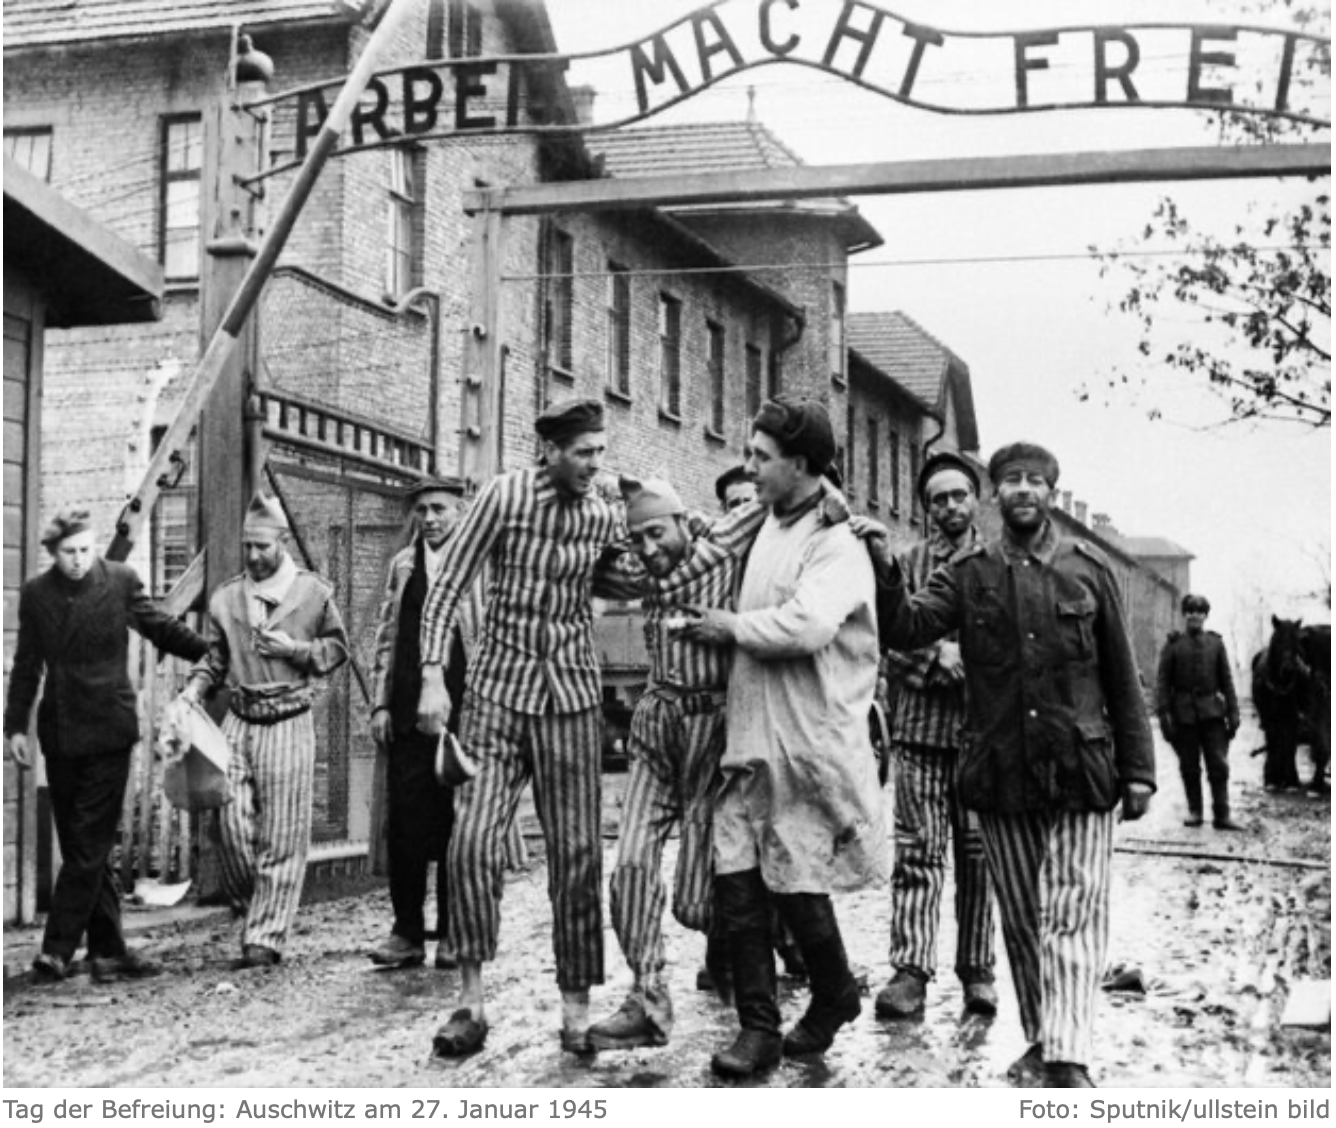 ARBEI MACHT FREI
Tag der Befreiung: Auschwitz am 27. Januar 1945
Foto: Sputnik/ullstein bild